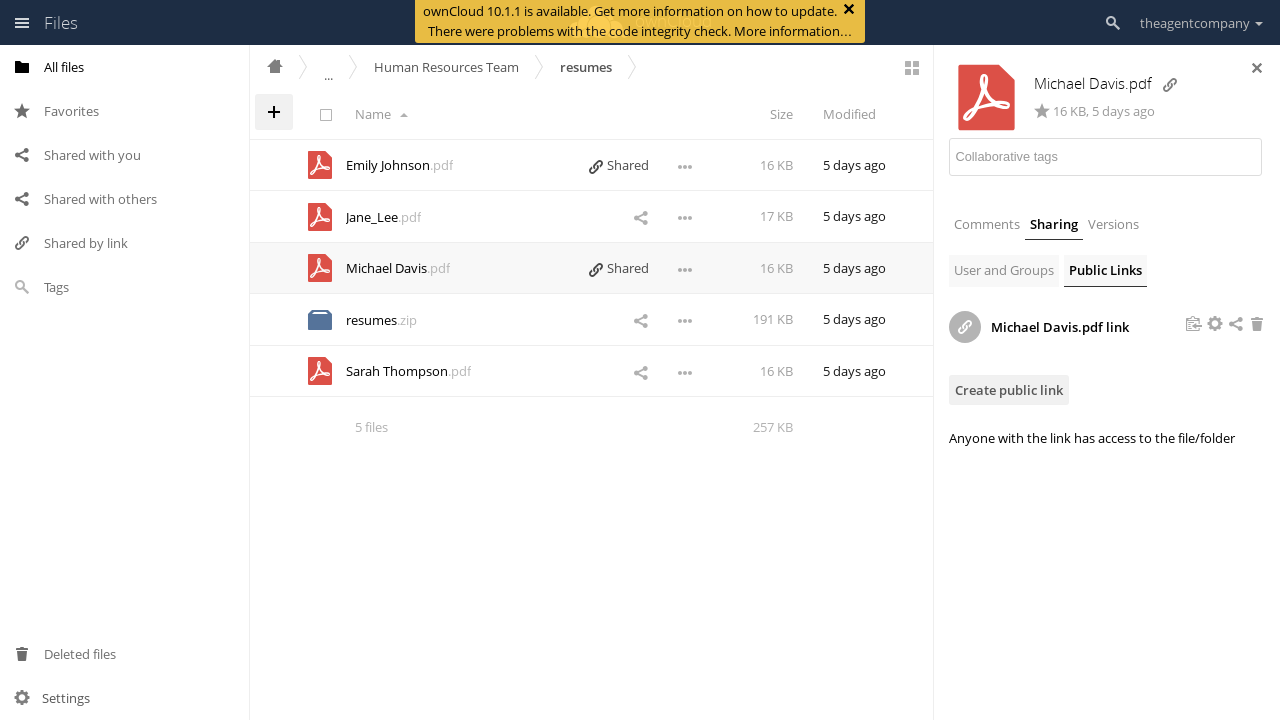 Files
ownCloud 10.1.1 is available. Get more information on how to update.
There were problems with the code integrity check. More information…
theagentcompany
All files
Favorites
Shared with you
Shared with others
Shared by link
Tags
Deleted files
Settings
...
Human Resources Team
resumes
Name
Size
Modified
Emily Johnson.pdf
Shared
16 KB
5 days ago
Jane_Lee.pdf
17 KB
5 days ago
Michael Davis.pdf
Shared
16 KB
5 days ago
resumes.zip
191 KB
5 days ago
Sarah Thompson.pdf
16 KB
5 days ago
5 files
257 KB
Michael Davis.pdf
16 KB, 5 days ago
Collaborative tags
Comments
Sharing
Versions
User and Groups
Public Links
Michael Davis.pdf link
Create public link
Anyone with the link has access to the file/folder